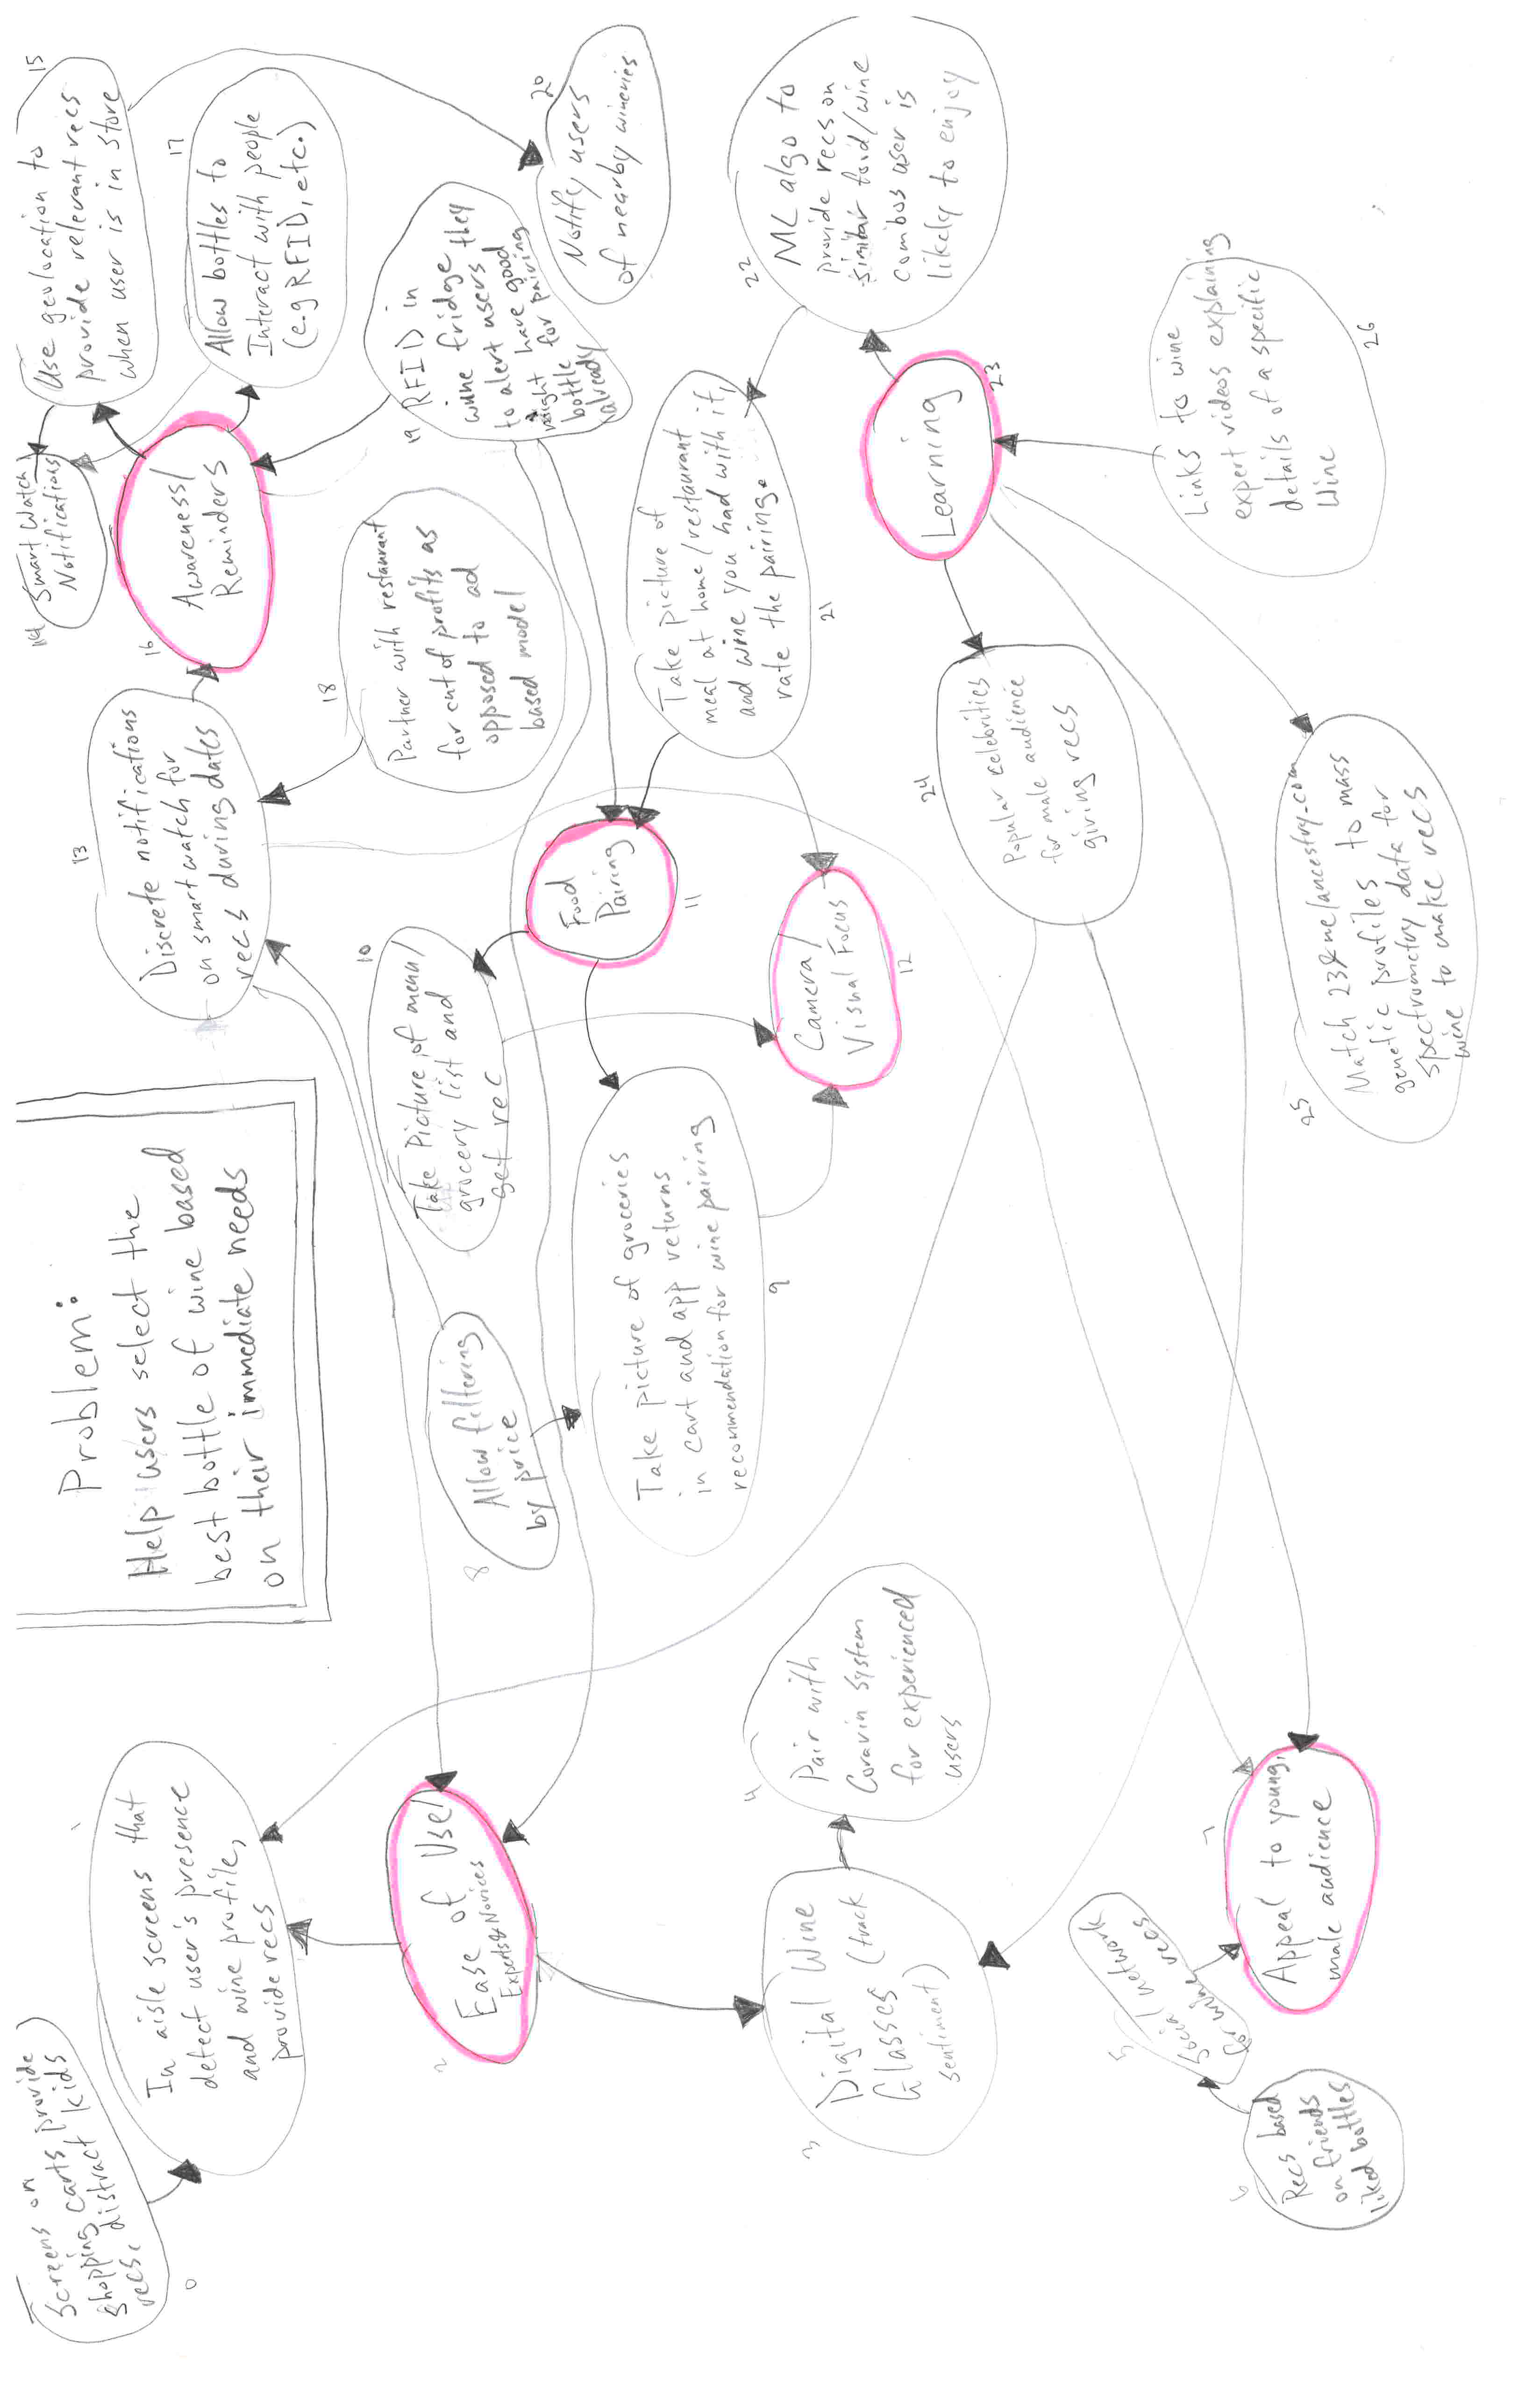 Problem:
Help users select the
best bottle of wine based
on their immediate needs
Screens on
shopping carts provide
recs, distract kids
0
In aisle screens that
detect user's presence
and wine profile,
provide recs
1
Ease of Use/
Experts & Novices
2
Digital Wine
Glasses (track
sentiment)
3
Pair with
Coravin system
for experienced
users
4
Social network
for wine recs
5
Recs based
on friends
liked bottles
6
Appeal to young,
male audience
7
Allow filtering
by price
8
Take picture of groceries
in cart and app returns
recommendation for wine pairing
9
Take Picture of menu/
grocery list and
get rec
10
Food
Pairing
11
Camera/
Visual Focus
12
Discrete notifications
on smart watch for
recs during dates
13
Smart Watch
Notifications
14
Use geolocation to
provide relevant recs
when user is in store
15
Awareness/
Reminders
16
Allow bottles to
Interact with people
(e.g RFID, etc.)
17
Partner with restaurant
for cut of profits as
opposed to ad
based model
18
RFID in
wine fridge
to alert users they
might have good
bottle for pairing
already
19
Notify users
of nearby wineries
20
Take picture of
meal at home/restaurant
and wine you had with it,
rate the pairing.
21
ML algo to
provide recs on
similar food/wine
combos user is
likely to enjoy
22
Learning
23
Popular celebrities
for male audience
giving recs
24
Match 23&me/ancestry.com
genetic profiles to mass
spectrometry data for
wine to make recs
25
Links to wine
expert videos explaining
details of a specific
Wine
26